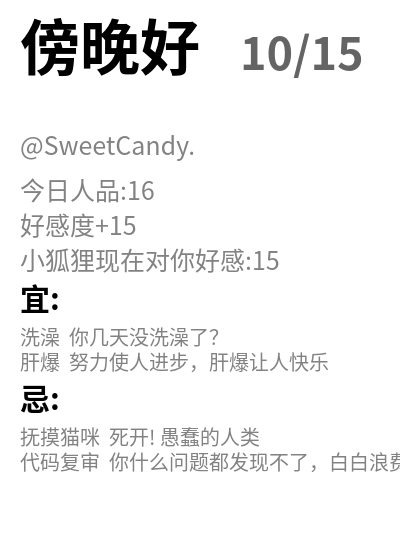 傍晚好 10/15
@SweetCandy.
今日人品:16
好感度+15
小狐狸现在对你好感:15
宜:
洗澡 你几天没洗澡了?
肝爆 努力使人进步，肝爆让人快乐
忌:
抚摸猫咪 死开! 愚蠢的人类
代码复审 你什么问题都发现不了，白白浪